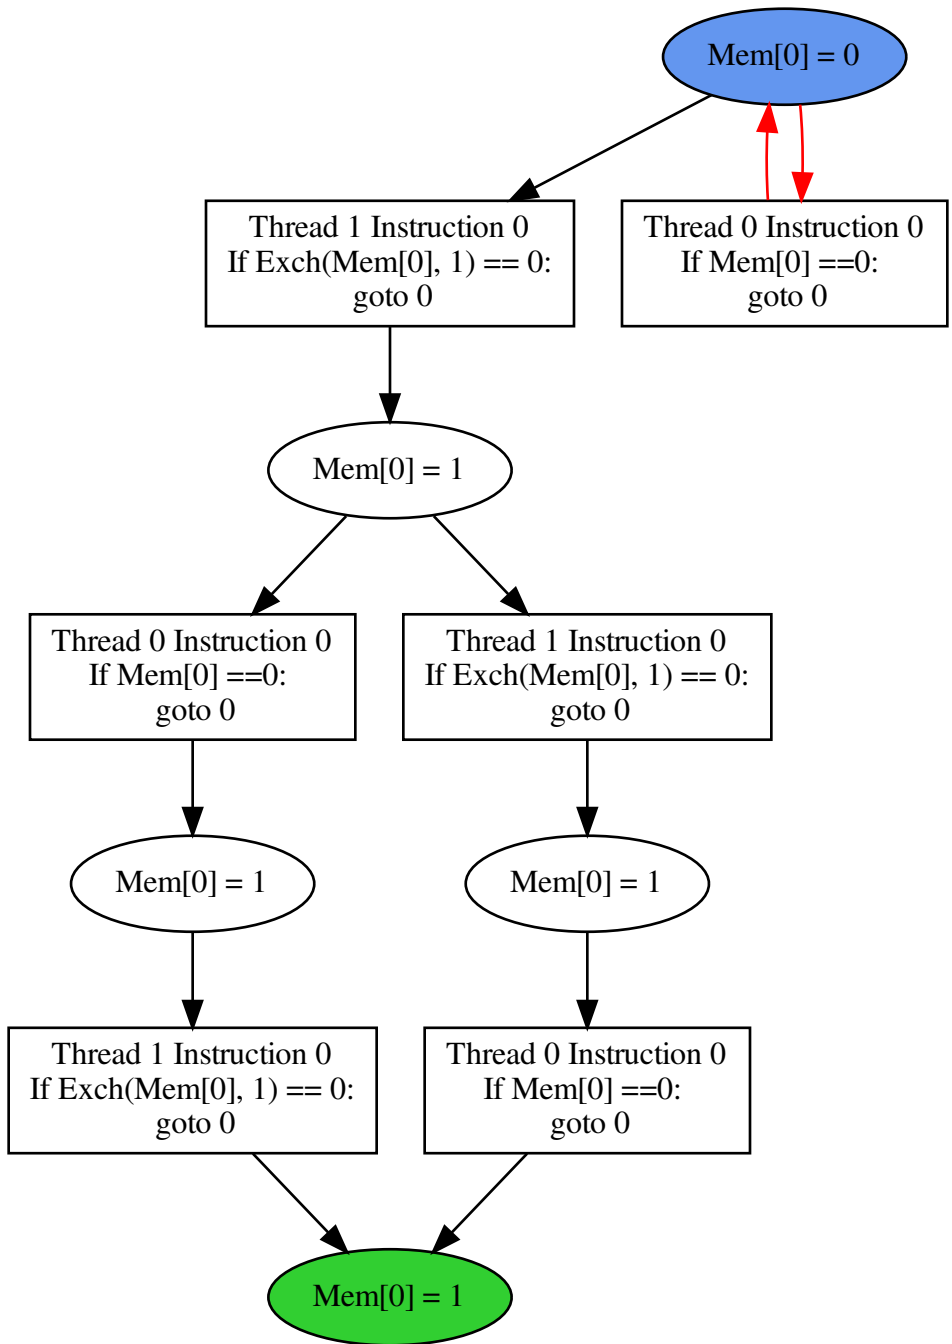 Mem[0] = 0
Thread 1 Instruction 0
If Exch(Mem[0], 1) == 0:
goto 0
Thread 0 Instruction 0
If Mem[0] ==0:
goto 0
Mem[0] = 1
Thread 0 Instruction 0
If Mem[0] ==0:
goto 0
Thread 1 Instruction 0
If Exch(Mem[0], 1) == 0:
goto 0
Mem[0] = 1
Mem[0] = 1
Thread 1 Instruction 0
If Exch(Mem[0], 1) == 0:
goto 0
Thread 0 Instruction 0
If Mem[0] ==0:
goto 0
Mem[0] = 1